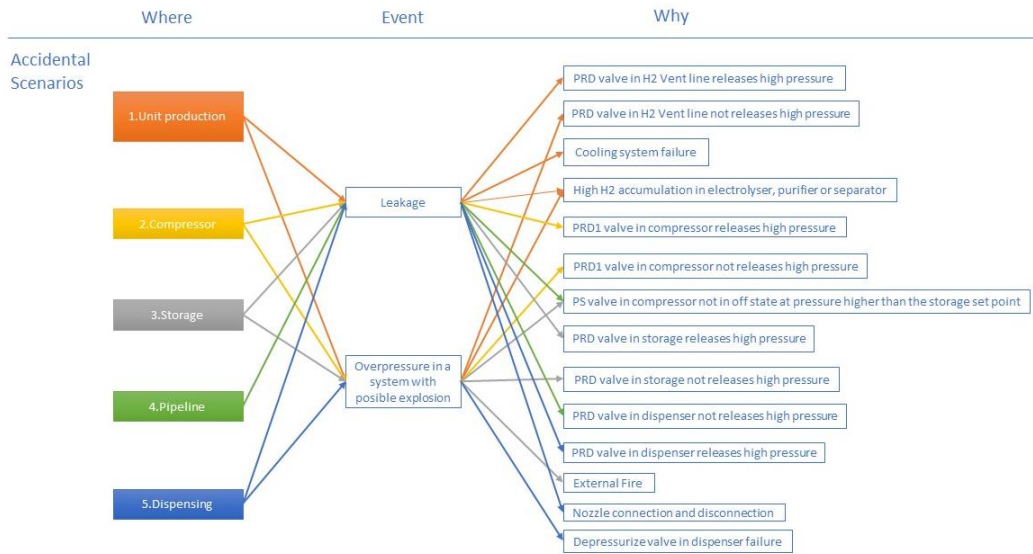 Where Event Why
Accidental
Scenarios
1.Unit production
2.Compressor
3.Storage
4.Pipeline
5.Dispensing
Leakage
Overpressure in a
system with
posible explosion
PRD valve in H2 Vent line releases high pressure
PRD valve in H2 Vent line not releases high pressure
Cooling system failure
High H2 accumulation in electrolyser, purifier or separator
PRD1 valve in compressor releases high pressure
PRD1 valve in compressor not releases high pressure
PS valve in compressor not in off state at pressure higher than the storage set point
PRD valve in storage releases high pressure
PRD valve in storage not releases high pressure
PRD valve in dispenser not releases high pressure
PRD valve in dispenser releases high pressure
External Fire
Nozzle connection and disconnection
Depressurize valve in dispenser failure